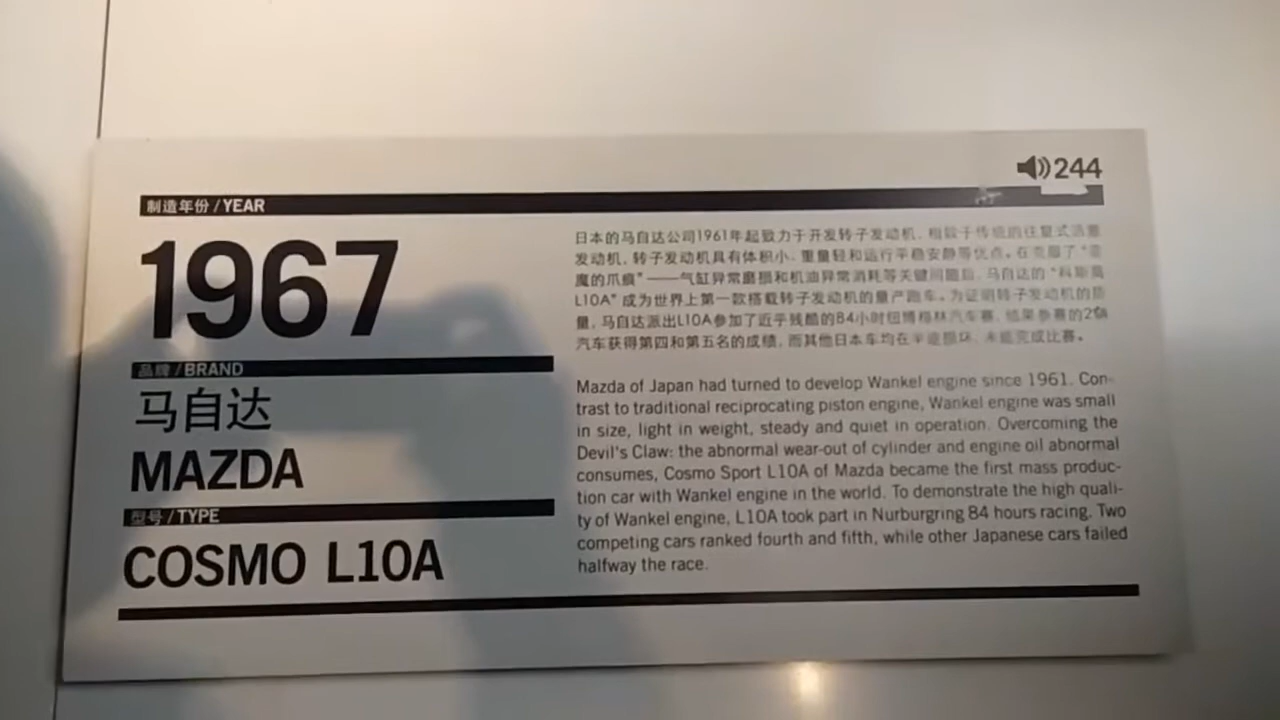 244
制造年份 / YEAR
1967
品牌 / BRAND
马自达
MAZDA
型号 / TYPE
COSMO L10A
日本的马自达公司1961年起致力于开发转子发动机，相较于传统的往复式活塞
发动机，转子发动机具有体积小、重量轻和运行平稳安静等优点。在克服了“恶
魔的爪痕”——气缸异常磨损和机油异常消耗等关键问题后，马自达的“科斯莫
L10A”成为世界上第一款搭载转子发动机的量产跑车。为证明转子发动机的质
量，马自达派出L10A参加了近乎残酷的84小时纽博格林汽车赛，结果参赛的2辆
汽车获得第四和第五名的成绩，而其他日本车均在半途损坏，未能完成比赛。
Mazda of Japan had turned to develop Wankel engine since 1961. Con-
trast to traditional reciprocating piston engine, Wankel engine was small
in size, light in weight, steady and quiet in operation. Overcoming the
Devil's Claw: the abnormal wear-out of cylinder and engine oil abnormal
consumes, Cosmo Sport L10A of Mazda became the first mass produc-
tion car with Wankel engine in the world. To demonstrate the high quali-
ty of Wankel engine, L10A took part in Nurburgring 84 hours racing. Two
competing cars ranked fourth and fifth, while other Japanese cars failed
halfway the race.